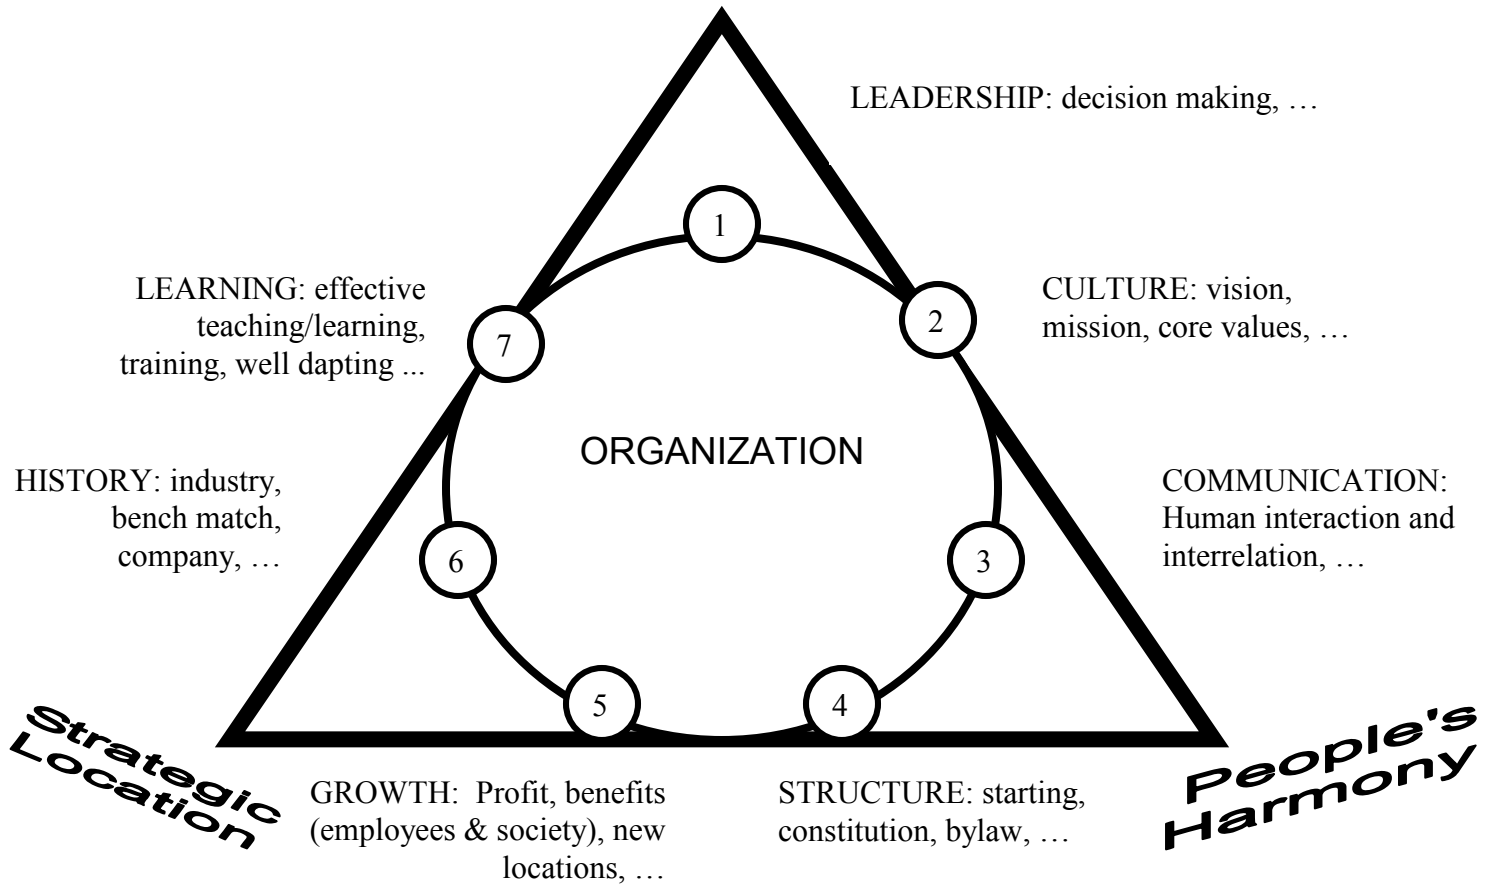 LEADERSHIP: decision making, …
1
LEARNING: effective
teaching/learning,
training, well dapting ...
7
2
CULTURE: vision,
mission, core values, …
ORGANIZATION
HISTORY: industry,
bench match,
company, …
COMMUNICATION:
Human interaction and
interrelation, …
6
3
5
4
Strategic
Location
People's
Harmony
GROWTH:  Profit, benefits
(employees & society), new
locations, …
STRUCTURE: starting,
constitution, bylaw, …